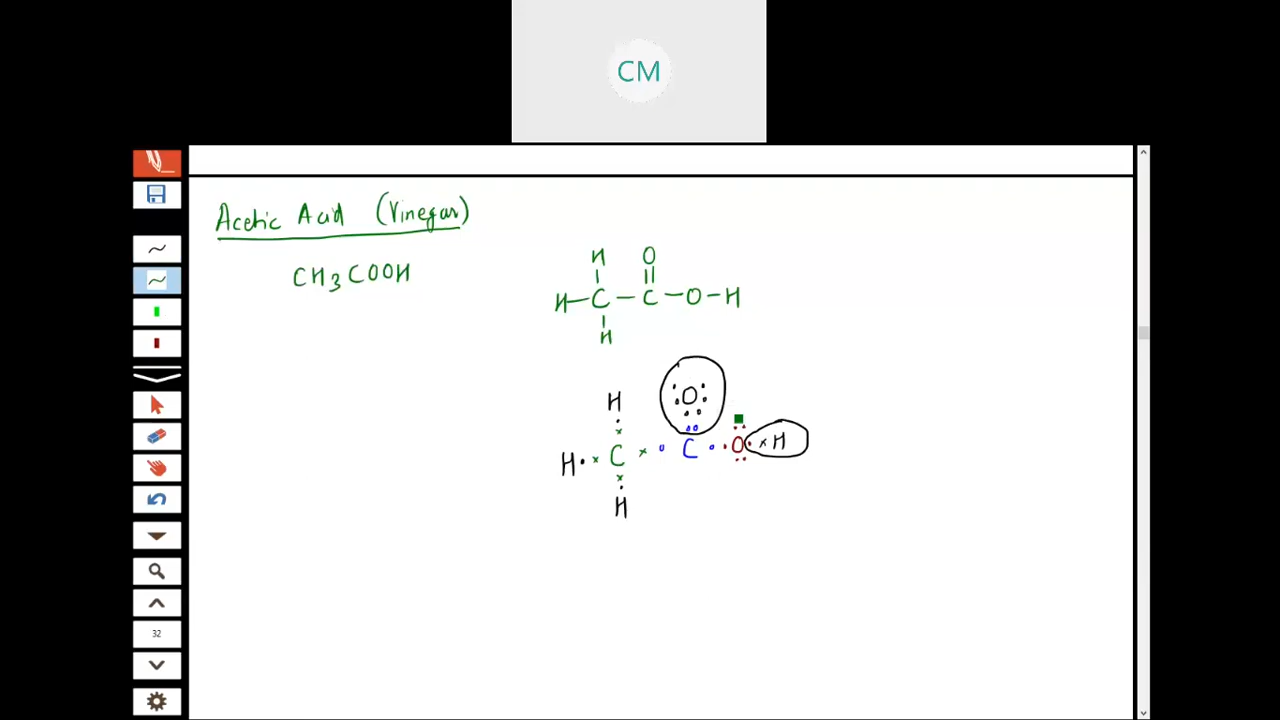 CM
Acetic Acid (Vinegar)
CH3COOH
H O
H-C-C-O-H
H
H O
H C C O H
H
32